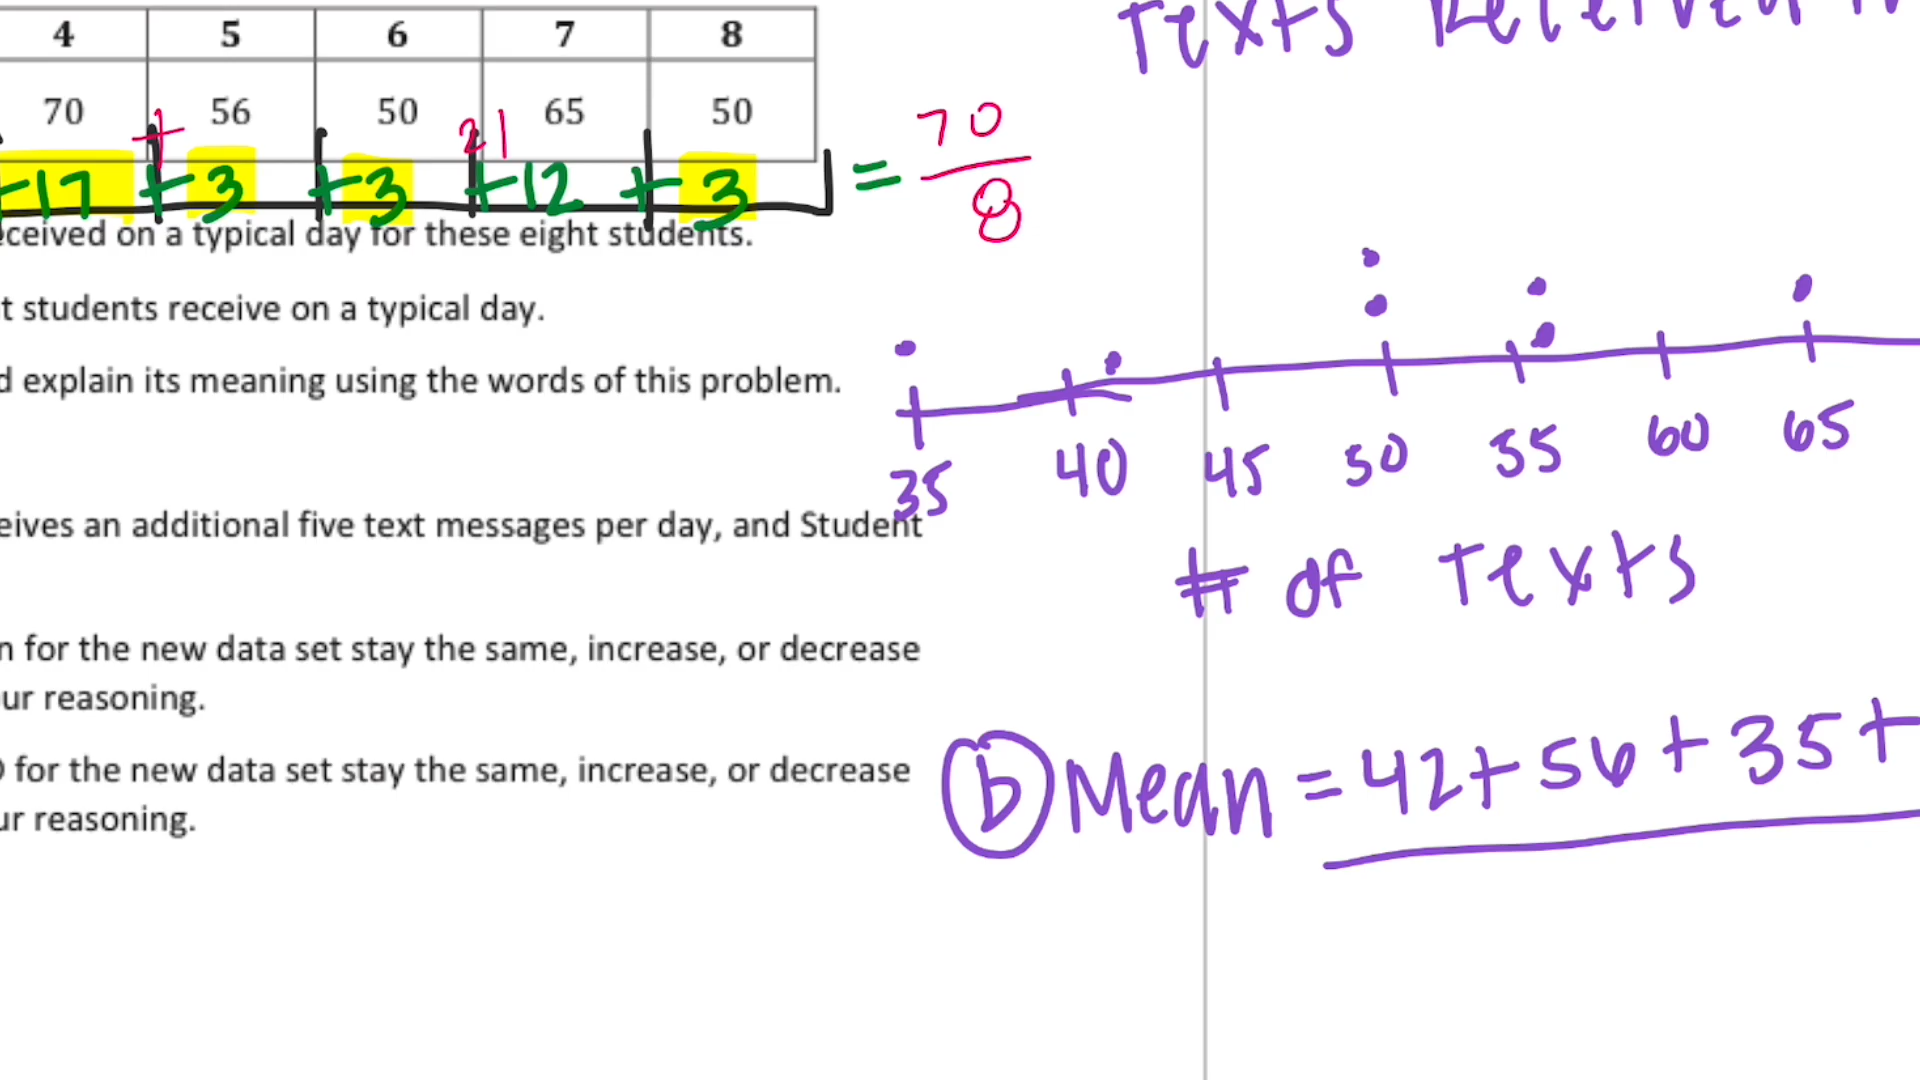 4 5 6 7 8
70 56 50 65 50
+ 21
+17 +3 +3 +12 +3 = 70/8
Texts Received
eceived on a typical day for these eight students.
t students receive on a typical day.
d explain its meaning using the words of this problem.
35 40 45 50 55 60 65
# of Texts
eives an additional five text messages per day, and Student
n for the new data set stay the same, increase, or decrease
ur reasoning.
D for the new data set stay the same, increase, or decrease
ur reasoning.
b Mean = 42 + 56 + 35 +